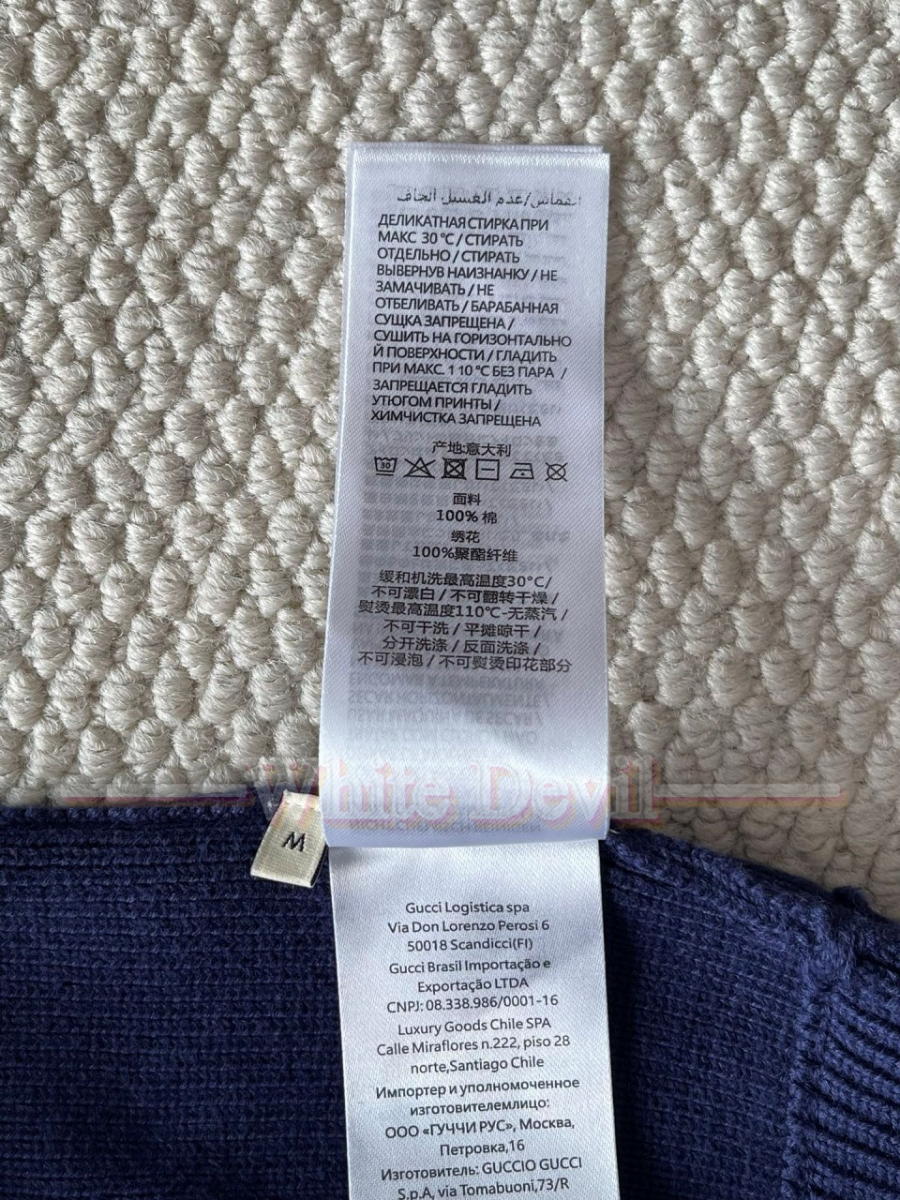 انقماس/عدم الغسيل الجاف
ДЕЛИКАТНАЯ СТИРКА ПРИ
МАКС 30 °C / СТИРАТЬ
ОТДЕЛЬНО / СТИРАТЬ
ВЫВЕРНУВ НАИЗНАНКУ / НЕ
ЗАМАЧИВАТЬ / НЕ
ОТБЕЛИВАТЬ / БАРАБАННАЯ
СУЩКА ЗАПРЕЩЕНА /
СУШИТЬ НА ГОРИЗОНТАЛЬНО
Й ПОВЕРХНОСТИ / ГЛАДИТЬ
ПРИ МАКС. 1 10 °C БЕЗ ПАРА /
ЗАПРЕЩАЕТСЯ ГЛАДИТЬ
УТЮГОМ ПРИНТЫ /
ХИМЧИСТКА ЗАПРЕЩЕНА
产地:意大利
30
面料
100% 棉
绣花
100%聚酯纤维
缓和机洗最高温度30°C/
不可漂白 / 不可翻转干燥 /
熨烫最高温度110°C-无蒸汽 /
不可干洗 / 平摊晾干 /
分开洗涤 / 反面洗涤 /
不可浸泡 / 不可熨烫印花部分
White Devil
M
Gucci Logistica spa
Via Don Lorenzo Perosi 6
50018 Scandicci(FI)
Gucci Brasil Importação e
Exportação LTDA
CNPJ: 08.338.986/0001-16
Luxury Goods Chile SPA
Calle Miraflores n.222, piso 28
norte,Santiago Chile
Импортер и уполномоченное
изготовителемлицо:
ООО «ГУЧЧИ РУС», Москва,
Петровка,16
Изготовитель: GUCCIO GUCCI
S.p.A, via Tornabuoni,73/R